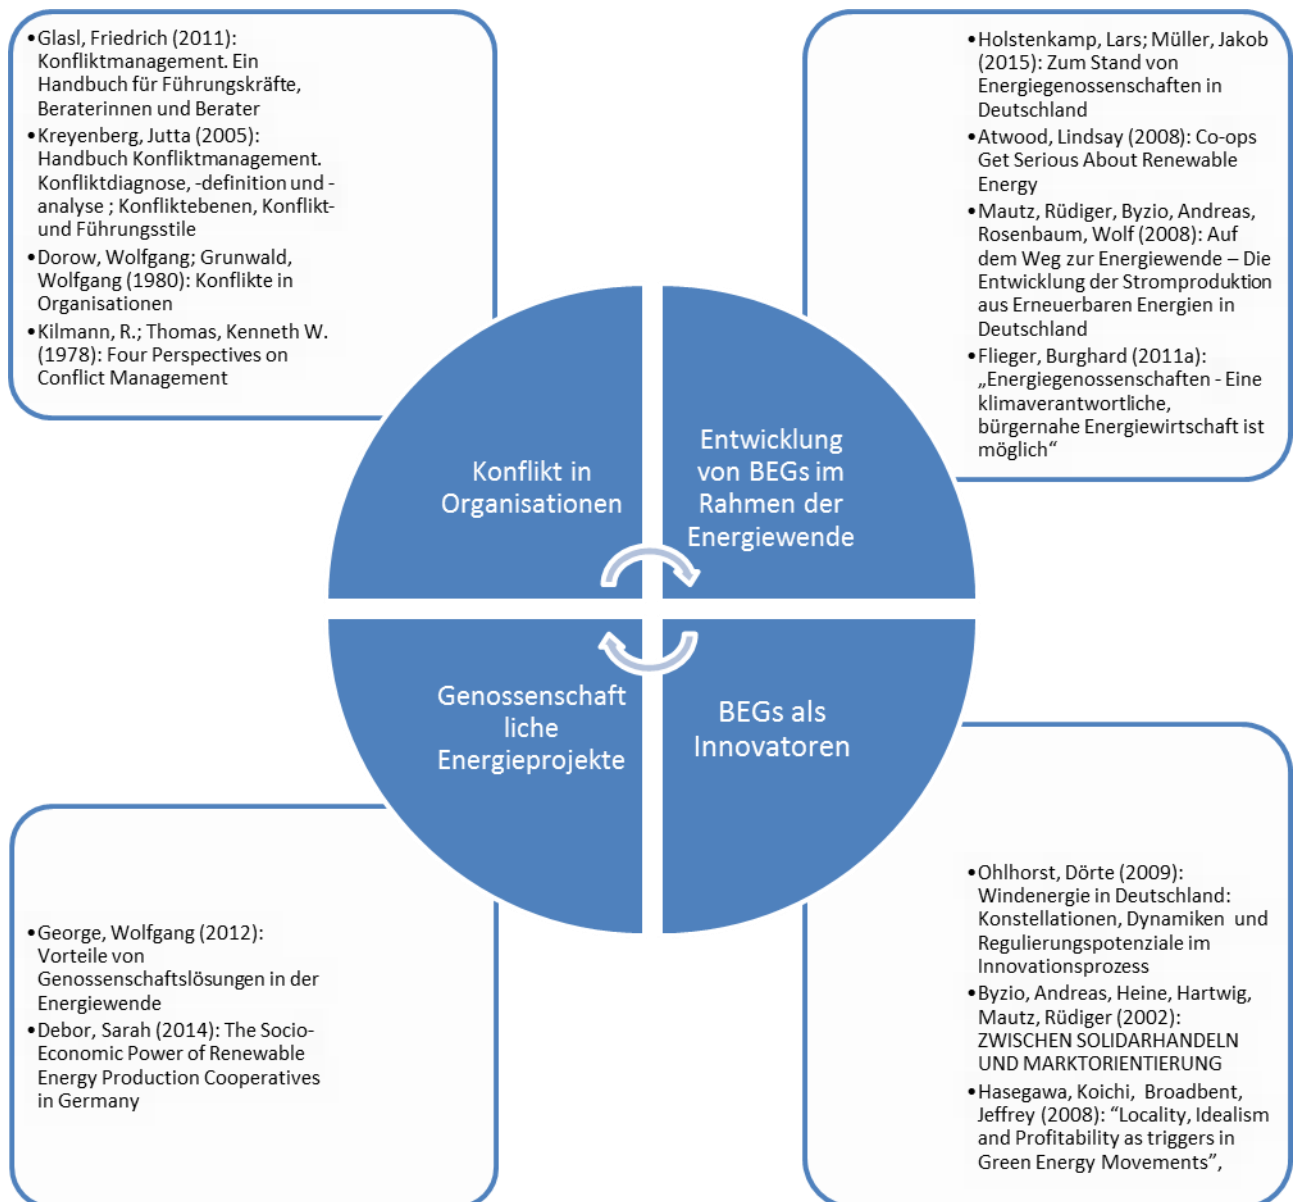 •Glasl, Friedrich (2011):
Konfliktmanagement. Ein
Handbuch für Führungskräfte,
Beraterinnen und Berater
•Kreyenberg, Jutta (2005):
Handbuch Konfliktmanagement.
Konfliktdiagnose, -definition und -
analyse ; Konfliktebenen, Konflikt-
und Führungsstile
•Dorow, Wolfgang; Grunwald,
Wolfgang (1980): Konflikte in
Organisationen
•Kilmann, R.; Thomas, Kenneth W.
(1978): Four Perspectives on
Conflict Management
•Holstenkamp, Lars; Müller, Jakob
(2015): Zum Stand von
Energiegenossenschaften in
Deutschland
•Atwood, Lindsay (2008): Co-ops
Get Serious About Renewable
Energy
•Mautz, Rüdiger, Byzio, Andreas,
Rosenbaum, Wolf (2008): Auf
dem Weg zur Energiewende – Die
Entwicklung der Stromproduktion
aus Erneuerbaren Energien in
Deutschland
•Flieger, Burghard (2011a):
„Energiegenossenschaften - Eine
klimaverantwortliche,
bürgernahe Energiewirtschaft ist
möglich“
Konflikt in
Organisationen
Entwicklung
von BEGs im
Rahmen der
Energiewende
Genossenschaft
liche
Energieprojekte
BEGs als
Innovatoren
•George, Wolfgang (2012):
Vorteile von
Genossenschaftslösungen in der
Energiewende
•Debor, Sarah (2014): The Socio-
Economic Power of Renewable
Energy Production Cooperatives
in Germany
•Ohlhorst, Dörte (2009):
Windenergie in Deutschland:
Konstellationen, Dynamiken und
Regulierungspotenziale im
Innovationsprozess
•Byzio, Andreas, Heine, Hartwig,
Mautz, Rüdiger (2002):
ZWISCHEN SOLIDARHANDELN
UND MARKTORIENTIERUNG
•Hasegawa, Koichi, Broadbent,
Jeffrey (2008): “Locality, Idealism
and Profitability as triggers in
Green Energy Movements”,